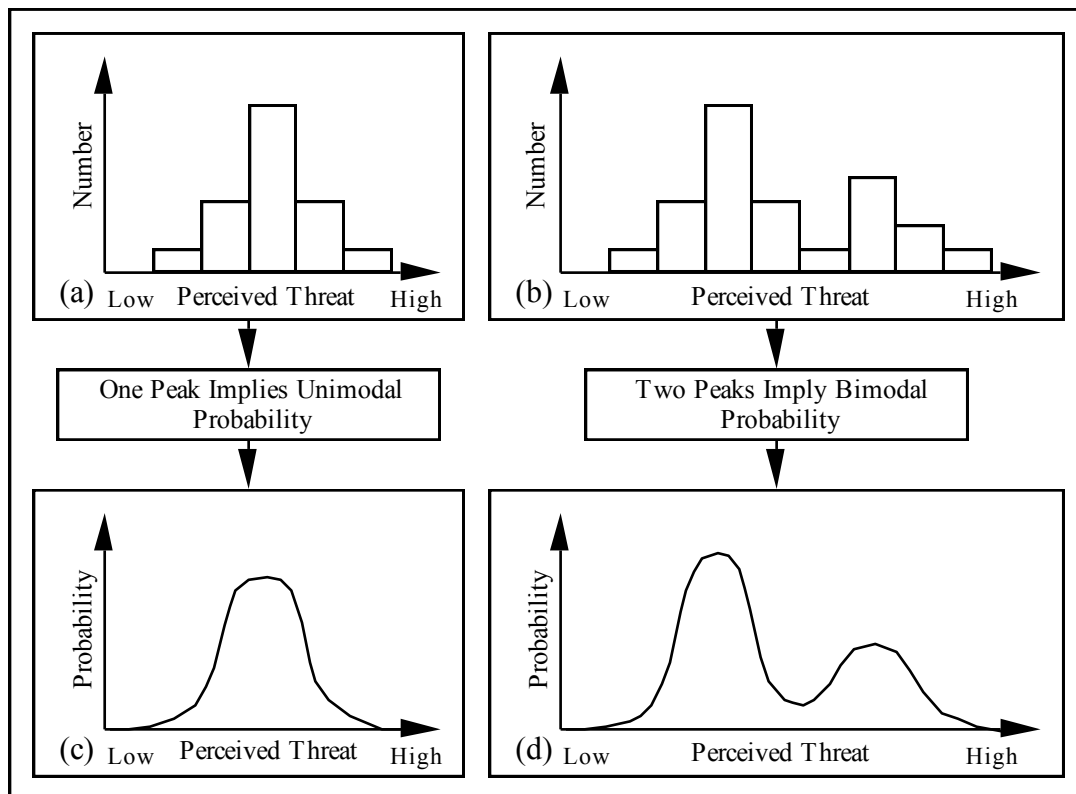 Number
(a)
Low
Perceived Threat
High
Number
(b)
Low
Perceived Threat
High
One Peak Implies Unimodal
Probability
Two Peaks Imply Bimodal
Probability
Probability
(c)
Low
Perceived Threat
High
Probability
(d)
Low
Perceived Threat
High